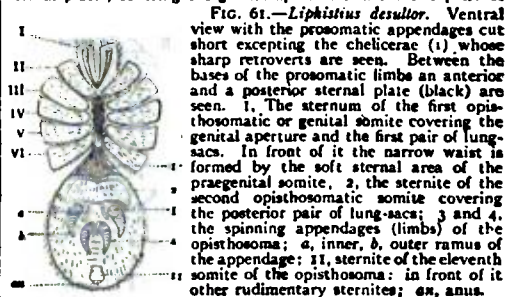 FIG. 61.—Liphistius desultor. Ventral
view with the prosomatic appendages cut
short excepting the chelicerae (1) whose
sharp retroverts are seen. Between the
bases of the prosomatic limbs an anterior
and a posterior sternal plate (black) are
seen. 1, The sternum of the first opis-
thosomatic or genital somite covering the
genital aperture and the first pair of lung-
sacs. In front of it the narrow waist is
formed by the soft sternal area of the
praegenital somite, 2, the sternite of the
second opisthosomatic somite covering
the posterior pair of lung-sacs; 3 and 4,
the spinning appendages (limbs) of the
opisthosoma; a, inner, b, outer ramus of
the appendage; 11, sternite of the eleventh
somite of the opisthosoma: in front of it
other rudimentary sternites; an, anus.
I
II
III
IV
V
VI
1
2
3
a
b
4
11
an